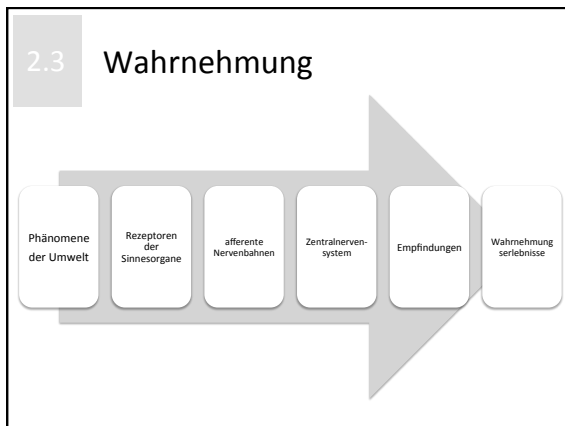 2.3
Wahrnehmung
Phänomene
der Umwelt
Rezeptoren
der
Sinnesorgane
afferente
Nervenbahnen
Zentralnerven-
system
Empfindungen
Wahrnehmung
serlebnisse